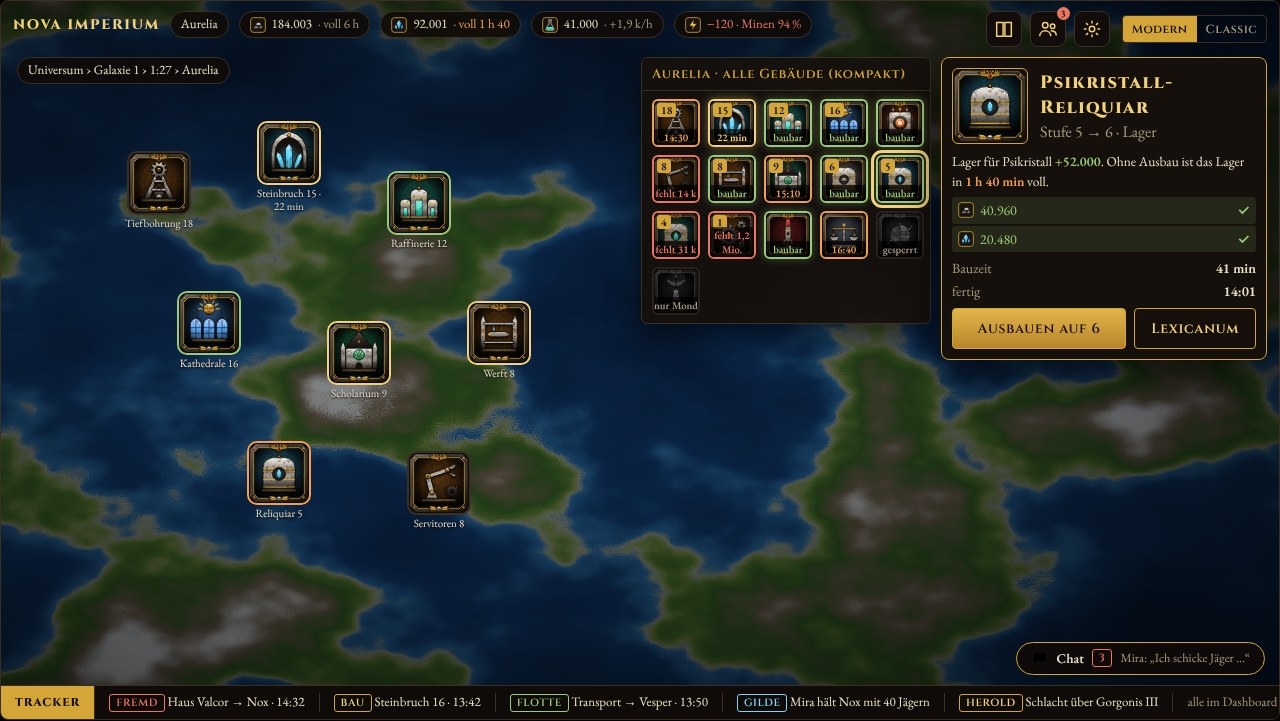 NOVA IMPERIUM
Aurelia
184.003 · voll 6 h
92.001 · voll 1 h 40
41.000 · +1,9 k/h
−120 · Minen 94 %
3
MODERN
CLASSIC
Universum › Galaxie 1 › 1:27 › Aurelia
Tiefbohrung 18
Steinbruch 15 ·
22 min
Raffinerie 12
Kathedrale 16
Scholarium 9
Werft 8
Reliquiar 5
Servitoren 8
AURELIA · ALLE GEBÄUDE (KOMPAKT)
18
14:30
15
22 min
12
baubar
16
baubar
baubar
8
fehlt 14 k
8
baubar
9
15:10
6
baubar
5
baubar
4
fehlt 31 k
1
fehlt 1,2
Mio.
baubar
16:40
gesperrt
nur Mond
PSIKRISTALL-
RELIQUIAR
Stufe 5 → 6 · Lager
Lager für Psikristall +52.000. Ohne Ausbau ist das Lager
in 1 h 40 min voll.
40.960
20.480
Bauzeit 41 min
fertig 14:01
AUSBAUEN AUF 6
LEXICANUM
Chat 3 Mira: „Ich schicke Jäger …“
TRACKER
FREMD Haus Valcor → Nox · 14:32
BAU Steinbruch 16 · 13:42
FLOTTE Transport → Vesper · 13:50
GILDE Mira hält Nox mit 40 Jägern
HEROLD Schlacht über Gorgonis III
alle im Dashboard